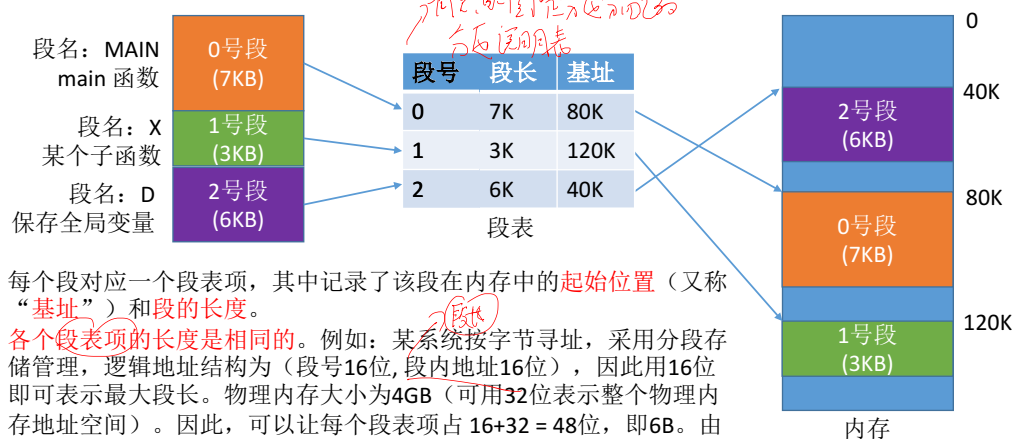 段名：MAIN
main 函数
0号段
(7KB)
段名：X
某个子函数
1号段
(3KB)
段名：D
保存全局变量
2号段
(6KB)
段号 段长 基址
0 7K 80K
1 3K 120K
2 6K 40K
段表
0
40K
2号段
(6KB)
80K
0号段
(7KB)
120K
1号段
(3KB)
内存
每个段对应一个段表项，其中记录了该段在内存中的起始位置（又称
“基址”）和段的长度。
段长
各个段表项的长度是相同的。例如：某系统按字节寻址，采用分段存
储管理，逻辑地址结构为（段号16位, 段内地址16位），因此用16位
即可表示最大段长。物理内存大小为4GB（可用32位表示整个物理内
存地址空间）。因此，可以让每个段表项占 16+32 = 48位，即6B。由